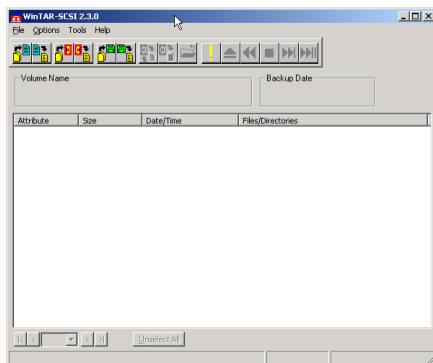 WinTAR-SCSI 2.3.0
File Options Tools Help
Volume Name
Backup Date
Attribute Size Date/Time Files/Directories
Unselect All